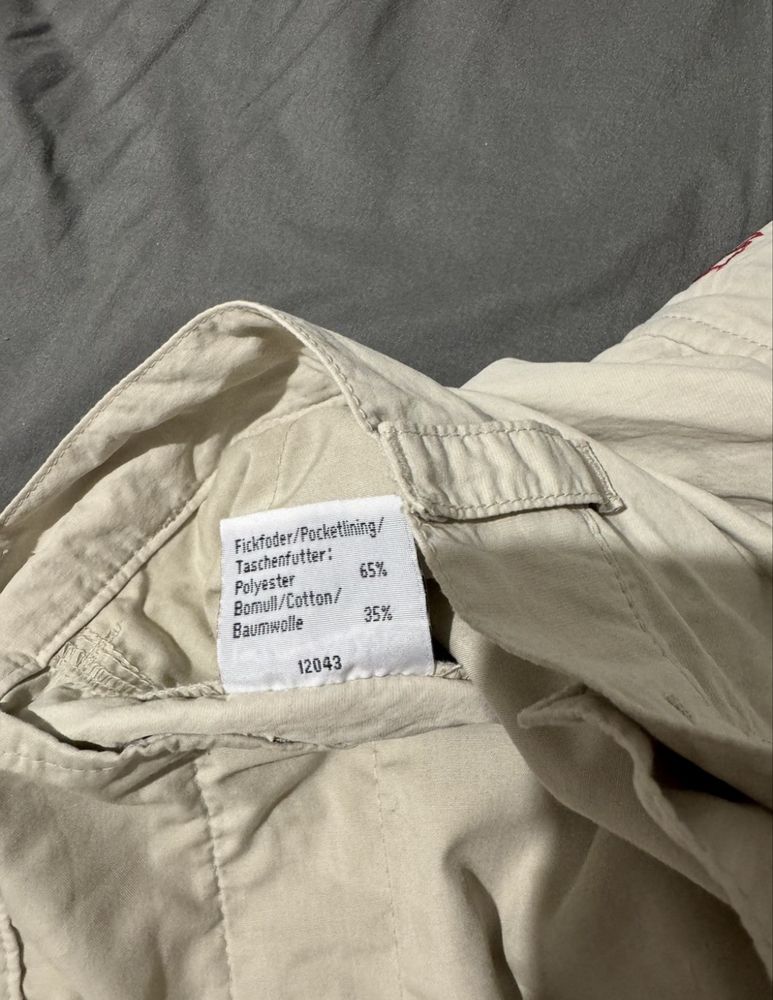 Fickfoder/Pocketlining/
Taschenfutter:
Polyester 65%
Bomull/Cotton/
Baumwolle 35%
12043